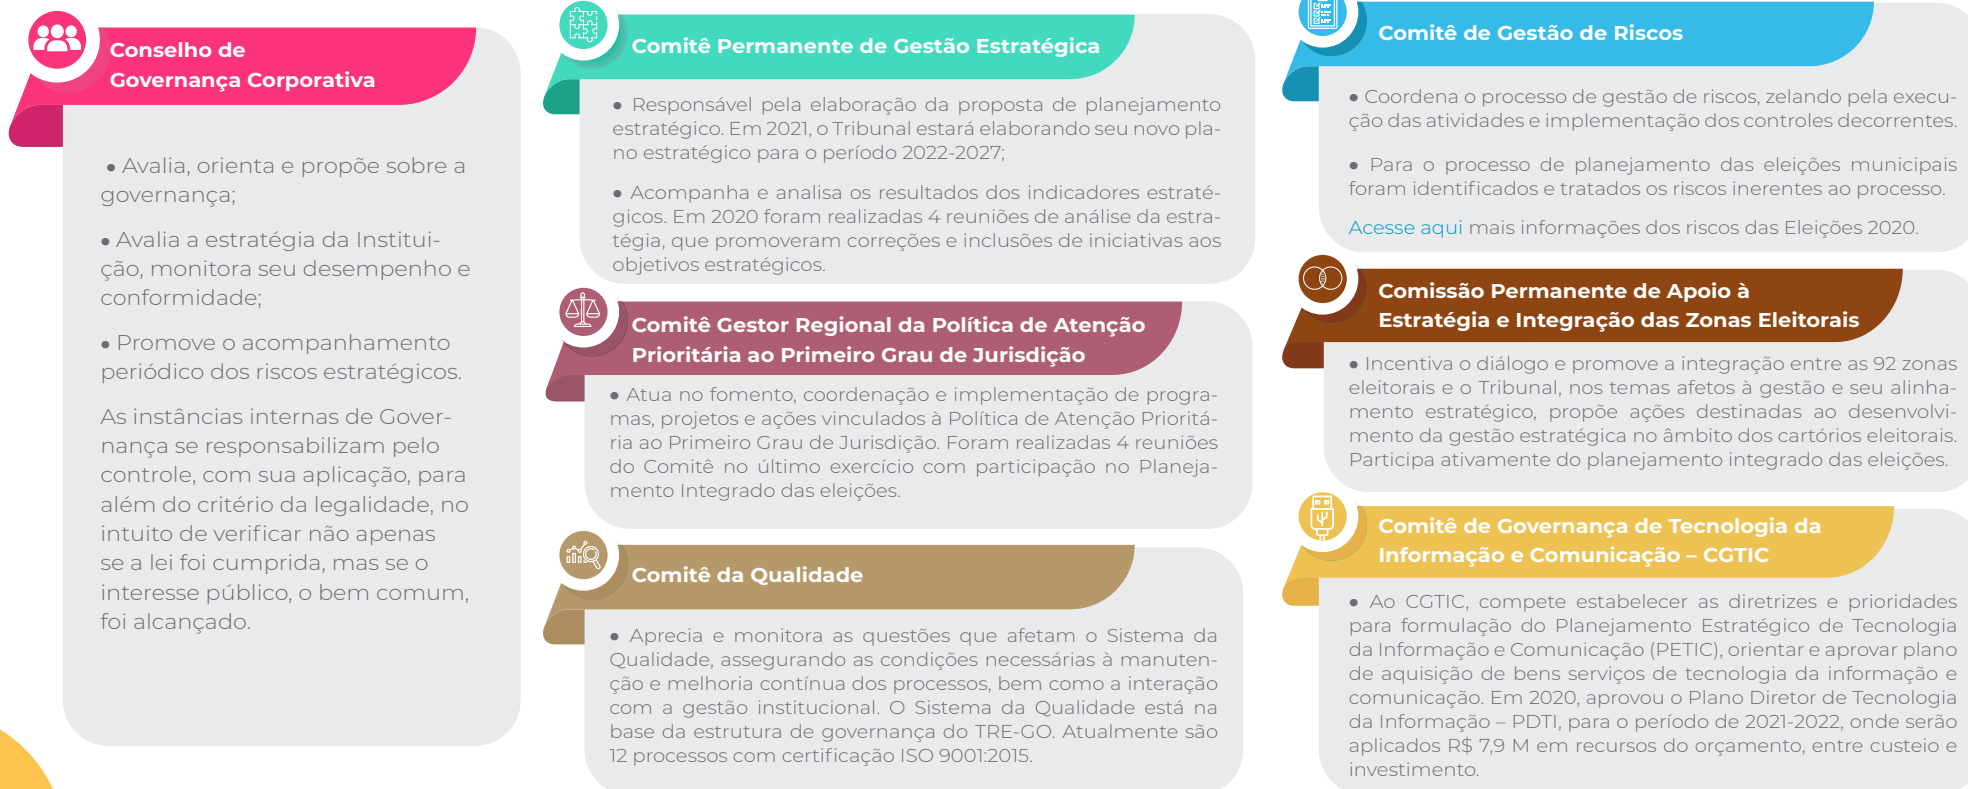 Conselho de
Governança Corporativa
● Avalia, orienta e propõe sobre a
governança;
● Avalia a estratégia da Institui-
ção, monitora seu desempenho e
conformidade;
● Promove o acompanhamento
periódico dos riscos estratégicos.
As instâncias internas de Gover-
nança se responsabilizam pelo
controle, com sua aplicação, para
além do critério da legalidade, no
intuito de verificar não apenas
se a lei foi cumprida, mas se o
interesse público, o bem comum,
foi alcançado.
Comitê Permanente de Gestão Estratégica
● Responsável pela elaboração da proposta de planejamento
estratégico. Em 2021, o Tribunal estará elaborando seu novo pla-
no estratégico para o período 2022-2027;
● Acompanha e analisa os resultados dos indicadores estraté-
gicos. Em 2020 foram realizadas 4 reuniões de análise da estra-
tégia, que promoveram correções e inclusões de iniciativas aos
objetivos estratégicos.
Comitê Gestor Regional da Política de Atenção
Prioritária ao Primeiro Grau de Jurisdição
● Atua no fomento, coordenação e implementação de progra-
mas, projetos e ações vinculados à Política de Atenção Prioritá-
ria ao Primeiro Grau de Jurisdição. Foram realizadas 4 reuniões
do Comitê no último exercício com participação no Planeja-
mento Integrado das eleições.
Comitê da Qualidade
● Aprecia e monitora as questões que afetam o Sistema da
Qualidade, assegurando as condições necessárias à manuten-
ção e melhoria contínua dos processos, bem como a interação
com a gestão institucional. O Sistema da Qualidade está na
base da estrutura de governança do TRE-GO. Atualmente são
12 processos com certificação ISO 9001:2015.
Comitê de Gestão de Riscos
● Coordena o processo de gestão de riscos, zelando pela execu-
ção das atividades e implementação dos controles decorrentes.
● Para o processo de planejamento das eleições municipais
foram identificados e tratados os riscos inerentes ao processo.
Acesse aqui mais informações dos riscos das Eleições 2020.
Comissão Permanente de Apoio à
Estratégia e Integração das Zonas Eleitorais
● Incentiva o diálogo e promove a integração entre as 92 zonas
eleitorais e o Tribunal, nos temas afetos à gestão e seu alinha-
mento estratégico, propõe ações destinadas ao desenvolvi-
mento da gestão estratégica no âmbito dos cartórios eleitorais.
Participa ativamente do planejamento integrado das eleições.
Comitê de Governança de Tecnologia da
Informação e Comunicação – CGTIC
● Ao CGTIC, compete estabelecer as diretrizes e prioridades
para formulação do Planejamento Estratégico de Tecnologia
da Informação e Comunicação (PETIC), orientar e aprovar plano
de aquisição de bens serviços de tecnologia da informação e
comunicação. Em 2020, aprovou o Plano Diretor de Tecnologia
da Informação – PDTI, para o período de 2021-2022, onde serão
aplicados R$ 7,9 M em recursos do orçamento, entre custeio e
investimento.